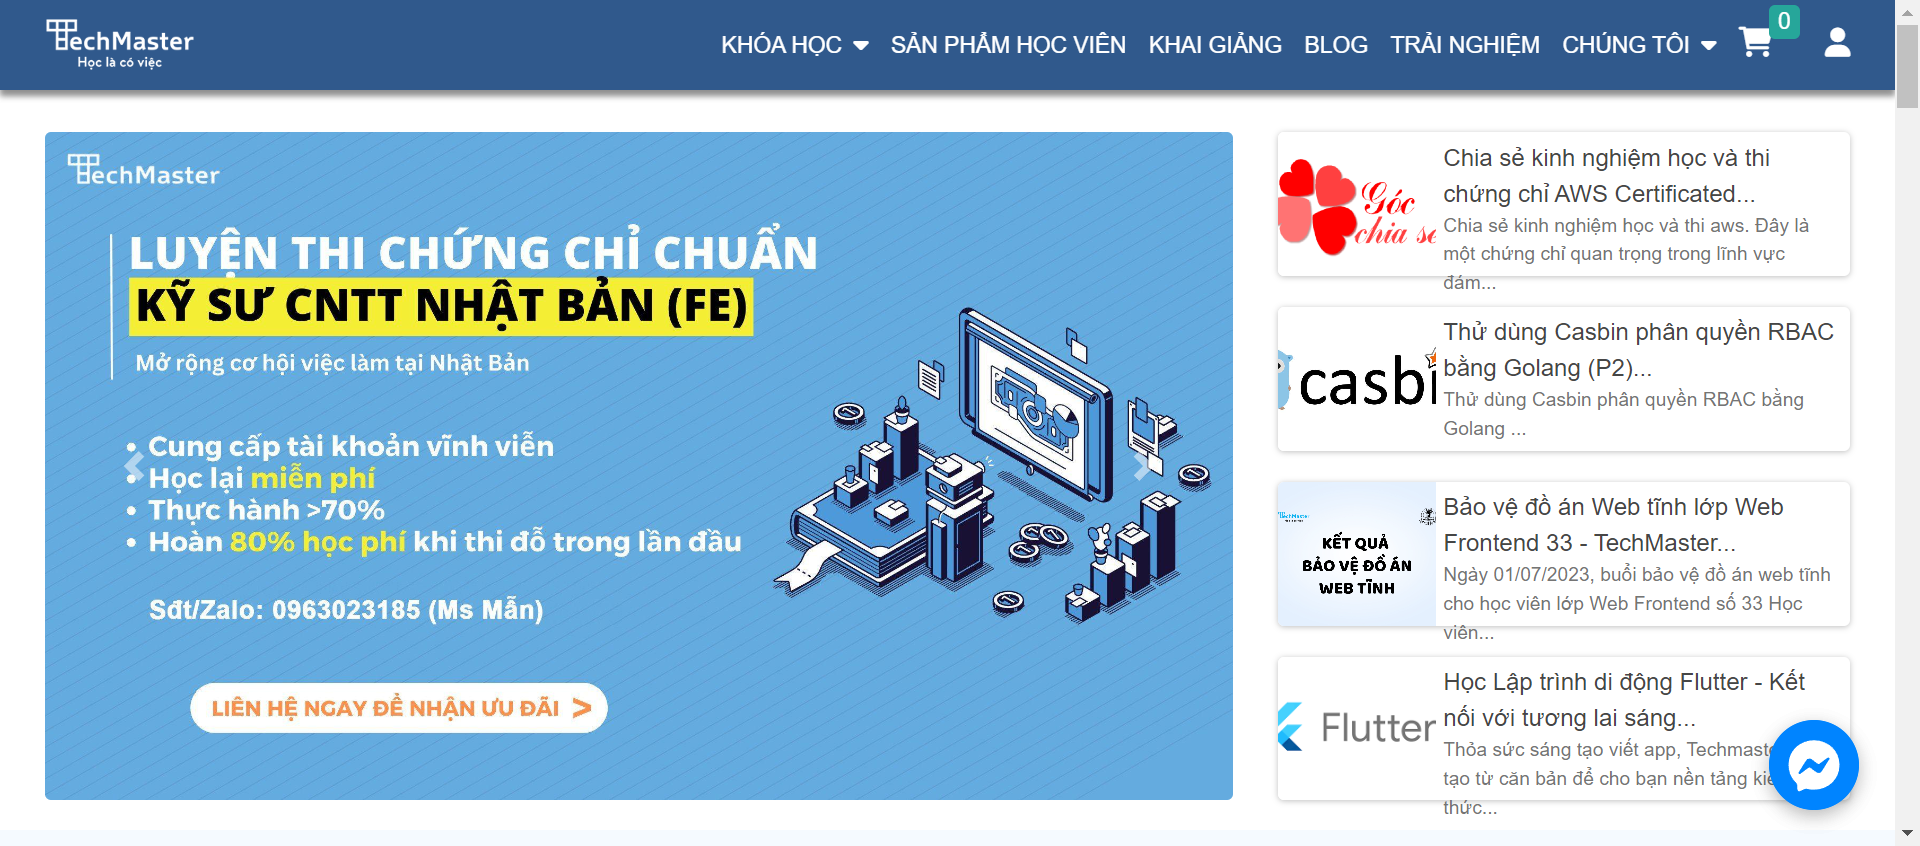 TechMaster
Học là có việc
KHÓA HỌC SẢN PHẨM HỌC VIÊN KHAI GIẢNG BLOG TRẢI NGHIỆM CHÚNG TÔI 0
TechMaster
LUYỆN THI CHỨNG CHỈ CHUẨN
KỸ SƯ CNTT NHẬT BẢN (FE)
Mở rộng cơ hội việc làm tại Nhật Bản
• Cung cấp tài khoản vĩnh viễn
• Học lại miễn phí
• Thực hành >70%
• Hoàn 80% học phí khi thi đỗ trong lần đầu
Sđt/Zalo: 0963023185 (Ms Mẫn)
LIÊN HỆ NGAY ĐỂ NHẬN ƯU ĐÃI >
Góc
chia sẻ
Chia sẻ kinh nghiệm học và thi
chứng chỉ AWS Certificated...
Chia sẻ kinh nghiệm học và thi aws. Đây là
một chứng chỉ quan trọng trong lĩnh vực
đám...
casbi
Thử dùng Casbin phân quyền RBAC
bằng Golang (P2)...
Thử dùng Casbin phân quyền RBAC bằng
Golang ...
TechMaster
KẾT QUẢ
BẢO VỆ ĐỒ ÁN
WEB TĨNH
Bảo vệ đồ án Web tĩnh lớp Web
Frontend 33 - TechMaster...
Ngày 01/07/2023, buổi bảo vệ đồ án web tĩnh
cho học viên lớp Web Frontend số 33 Học
viên...
Flutter
Học Lập trình di động Flutter - Kết
nối với tương lai sáng...
Thỏa sức sáng tạo viết app, Techmast
tạo từ căn bản để cho bạn nền tảng ki
thức...